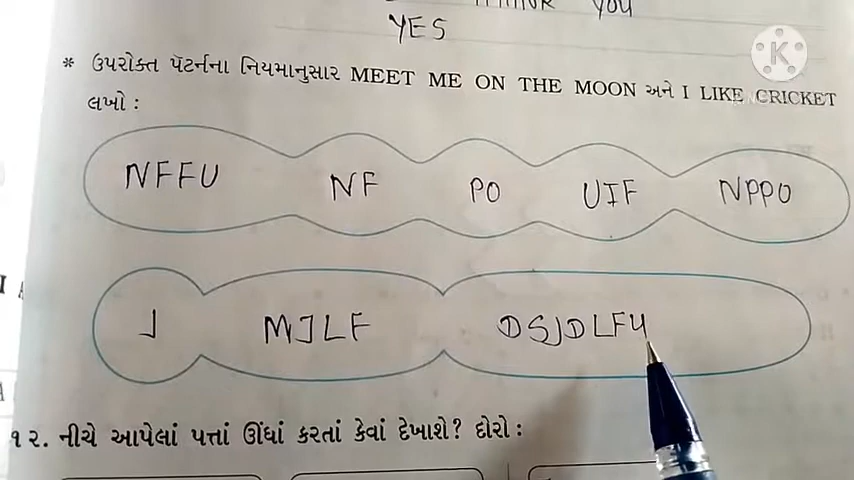 YOU
YES
* ઉપરોક્ત પૅટર્નના નિયમાનુસાર MEET ME ON THE MOON અને I LIKE CRICKET
લખો :
NFFU NF PO UIF NPPO
J MJLF DSJDLFU
૧૨. નીચે આપેલાં પત્તાં ઊંધાં કરતાં કેવાં દેખાશે? દોરો :